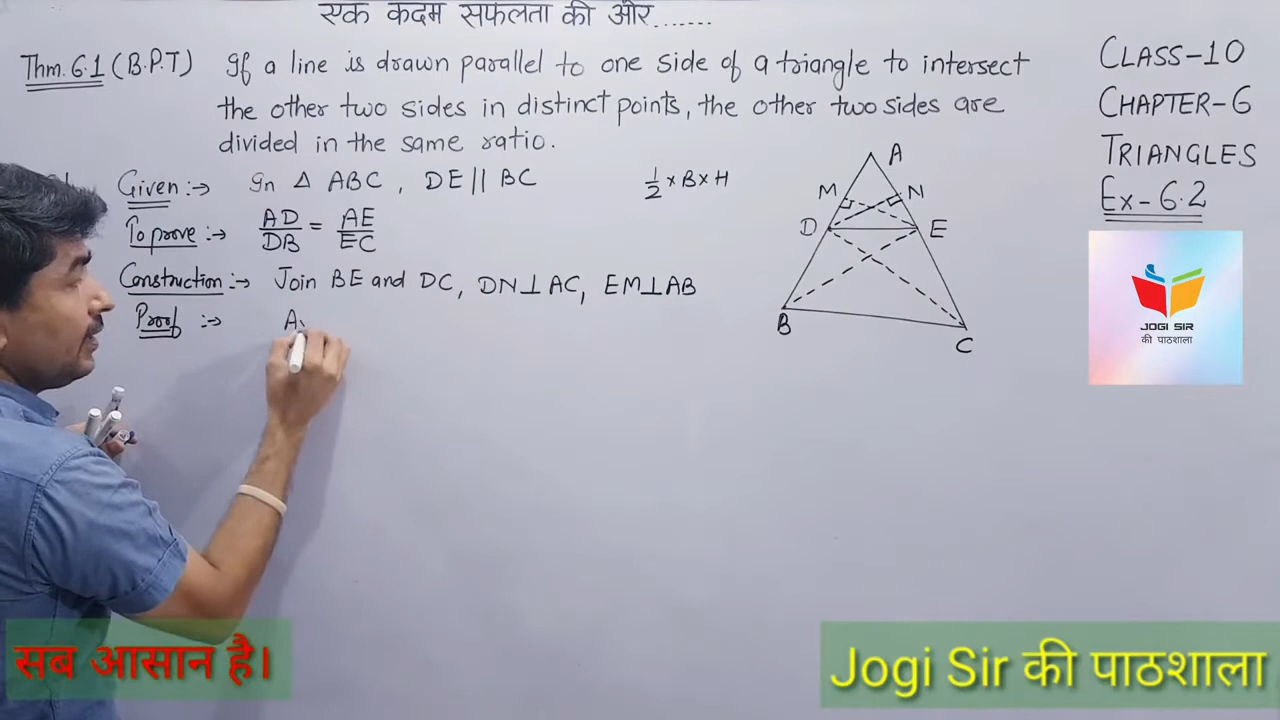 एक कदम सफलता की ओर.......
Thm. 6.1 (B.P.T) If a line is drawn parallel to one side of a triangle to intersect
the other two sides in distinct points, the other two sides are
divided in the same ratio.
Given :→ In Δ ABC, DE || BC
1/2 × B × H
To prove :→ AD/DB = AE/EC
Construction :→ Join BE and DC, DN⊥AC, EM⊥AB
Proof :→
A
M
N
D
E
B
C
CLASS-10
CHAPTER-6
TRIANGLES
Ex-6.2
JOGI SIR
की पाठशाला
सब आसान है।
Jogi Sir की पाठशाला